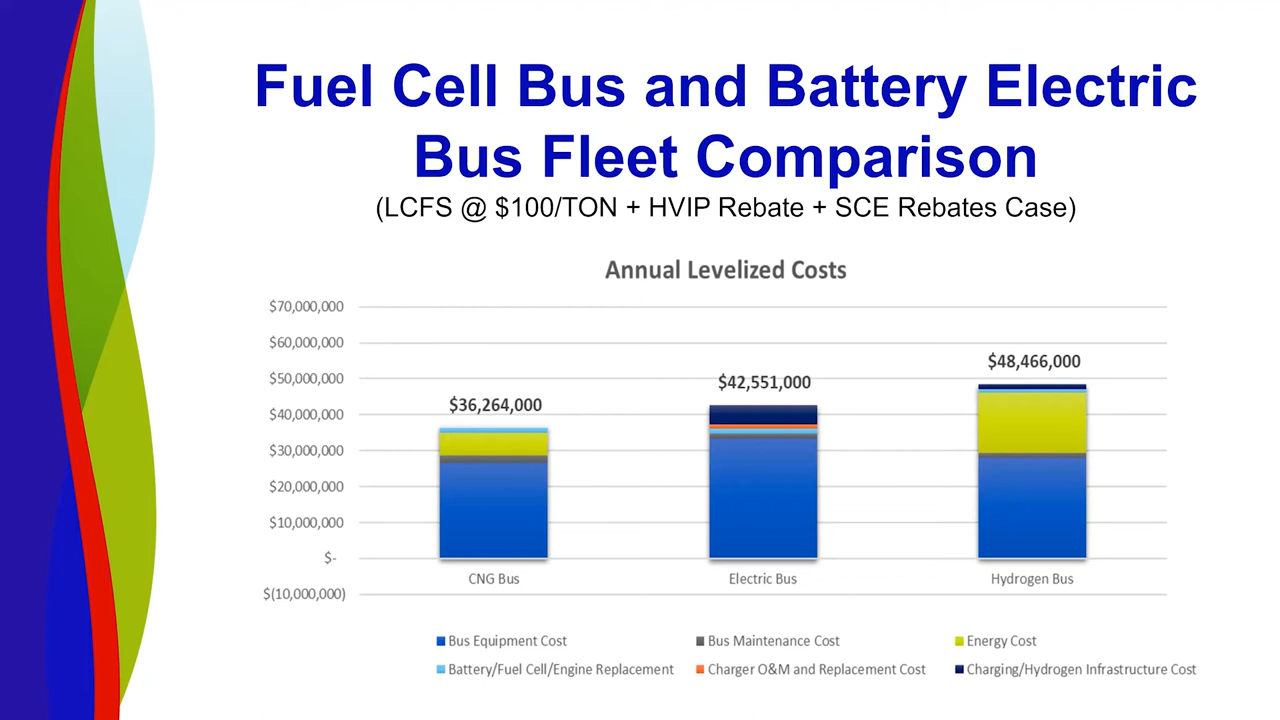 Fuel Cell Bus and Battery Electric
Bus Fleet Comparison
(LCFS @ $100/TON + HVIP Rebate + SCE Rebates Case)
Annual Levelized Costs
$70,000,000
$60,000,000
$50,000,000
$40,000,000
$30,000,000
$20,000,000
$10,000,000
$-
$(10,000,000)
$36,264,000
$42,551,000
$48,466,000
CNG Bus
Electric Bus
Hydrogen Bus
Bus Equipment Cost
Bus Maintenance Cost
Energy Cost
Battery/Fuel Cell/Engine Replacement
Charger O&M and Replacement Cost
Charging/Hydrogen Infrastructure Cost